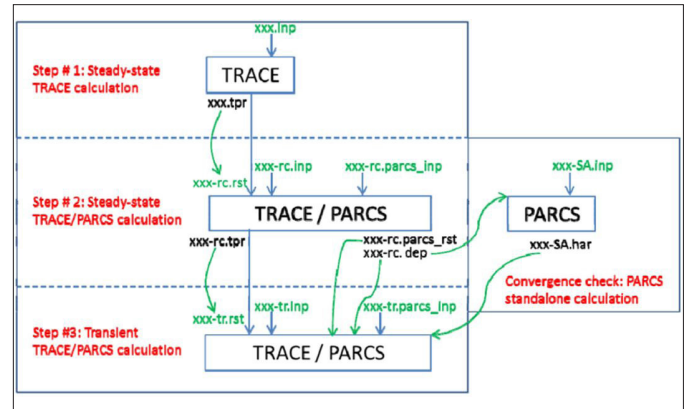 xxx.inp
Step # 1: Steady-state
TRACE calculation
TRACE
xxx.tpr
xxx-rc.rst
xxx-rc.inp
xxx-rc.parcs_inp
xxx-SA.inp
Step # 2: Steady-state
TRACE/PARCS calculation
TRACE / PARCS
PARCS
xxx-rc.tpr
xxx-rc.parcs_rst
xxx-rc. dep
xxx-SA.har
Convergence check: PARCS
standalone calculation
xxx-tr.rst
xxx-tr.inp
xxx-tr.parcs_inp
Step #3: Transient
TRACE/PARCS calculation
TRACE / PARCS